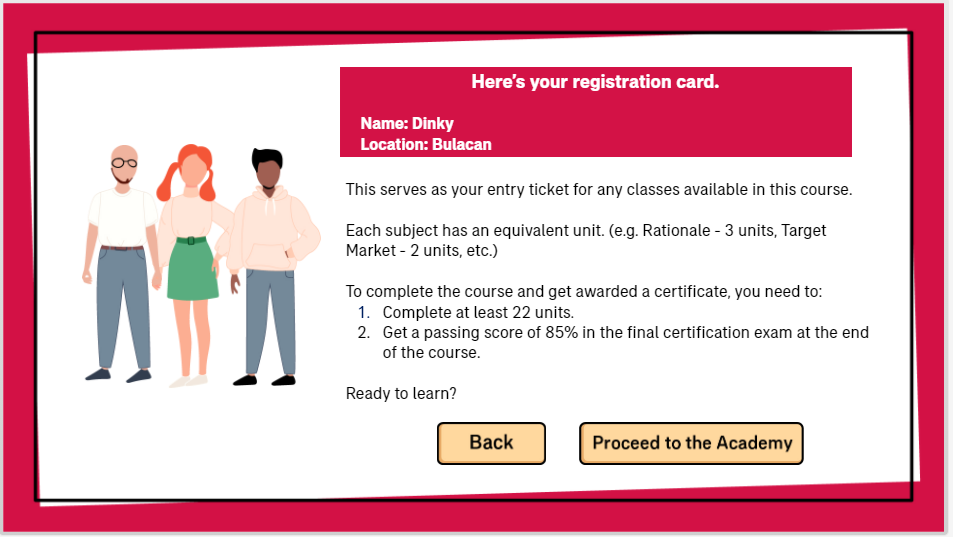 Here's your registration card.
Name: Dinky
Location: Bulacan
This serves as your entry ticket for any classes available in this course.
Each subject has an equivalent unit. (e.g. Rationale - 3 units, Target
Market - 2 units, etc.)
To complete the course and get awarded a certificate, you need to:
1. Complete at least 22 units.
2. Get a passing score of 85% in the final certification exam at the end
of the course.
Ready to learn?
Back
Proceed to the Academy